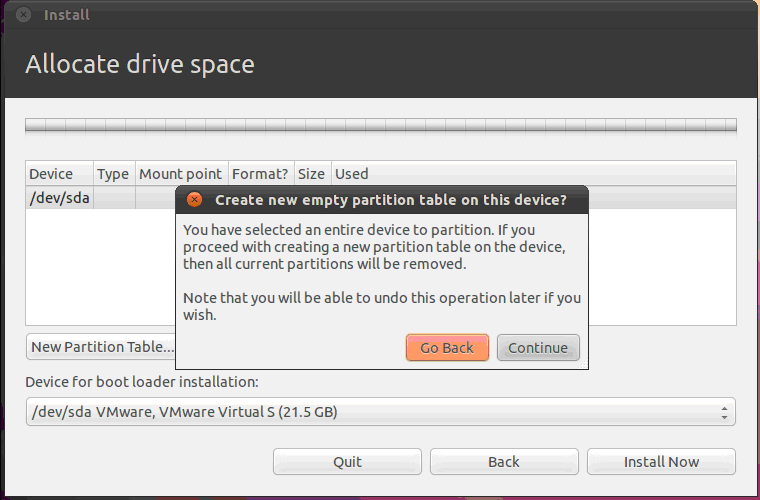 Install
Allocate drive space
Device Type Mount point Format? Size Used
/dev/sda
Create new empty partition table on this device?
You have selected an entire device to partition. If you
proceed with creating a new partition table on the device,
then all current partitions will be removed.
Note that you will be able to undo this operation later if you
wish.
Go Back Continue
New Partition Table...
Device for boot loader installation:
/dev/sda VMware, VMware Virtual S (21.5 GB)
Quit Back Install Now